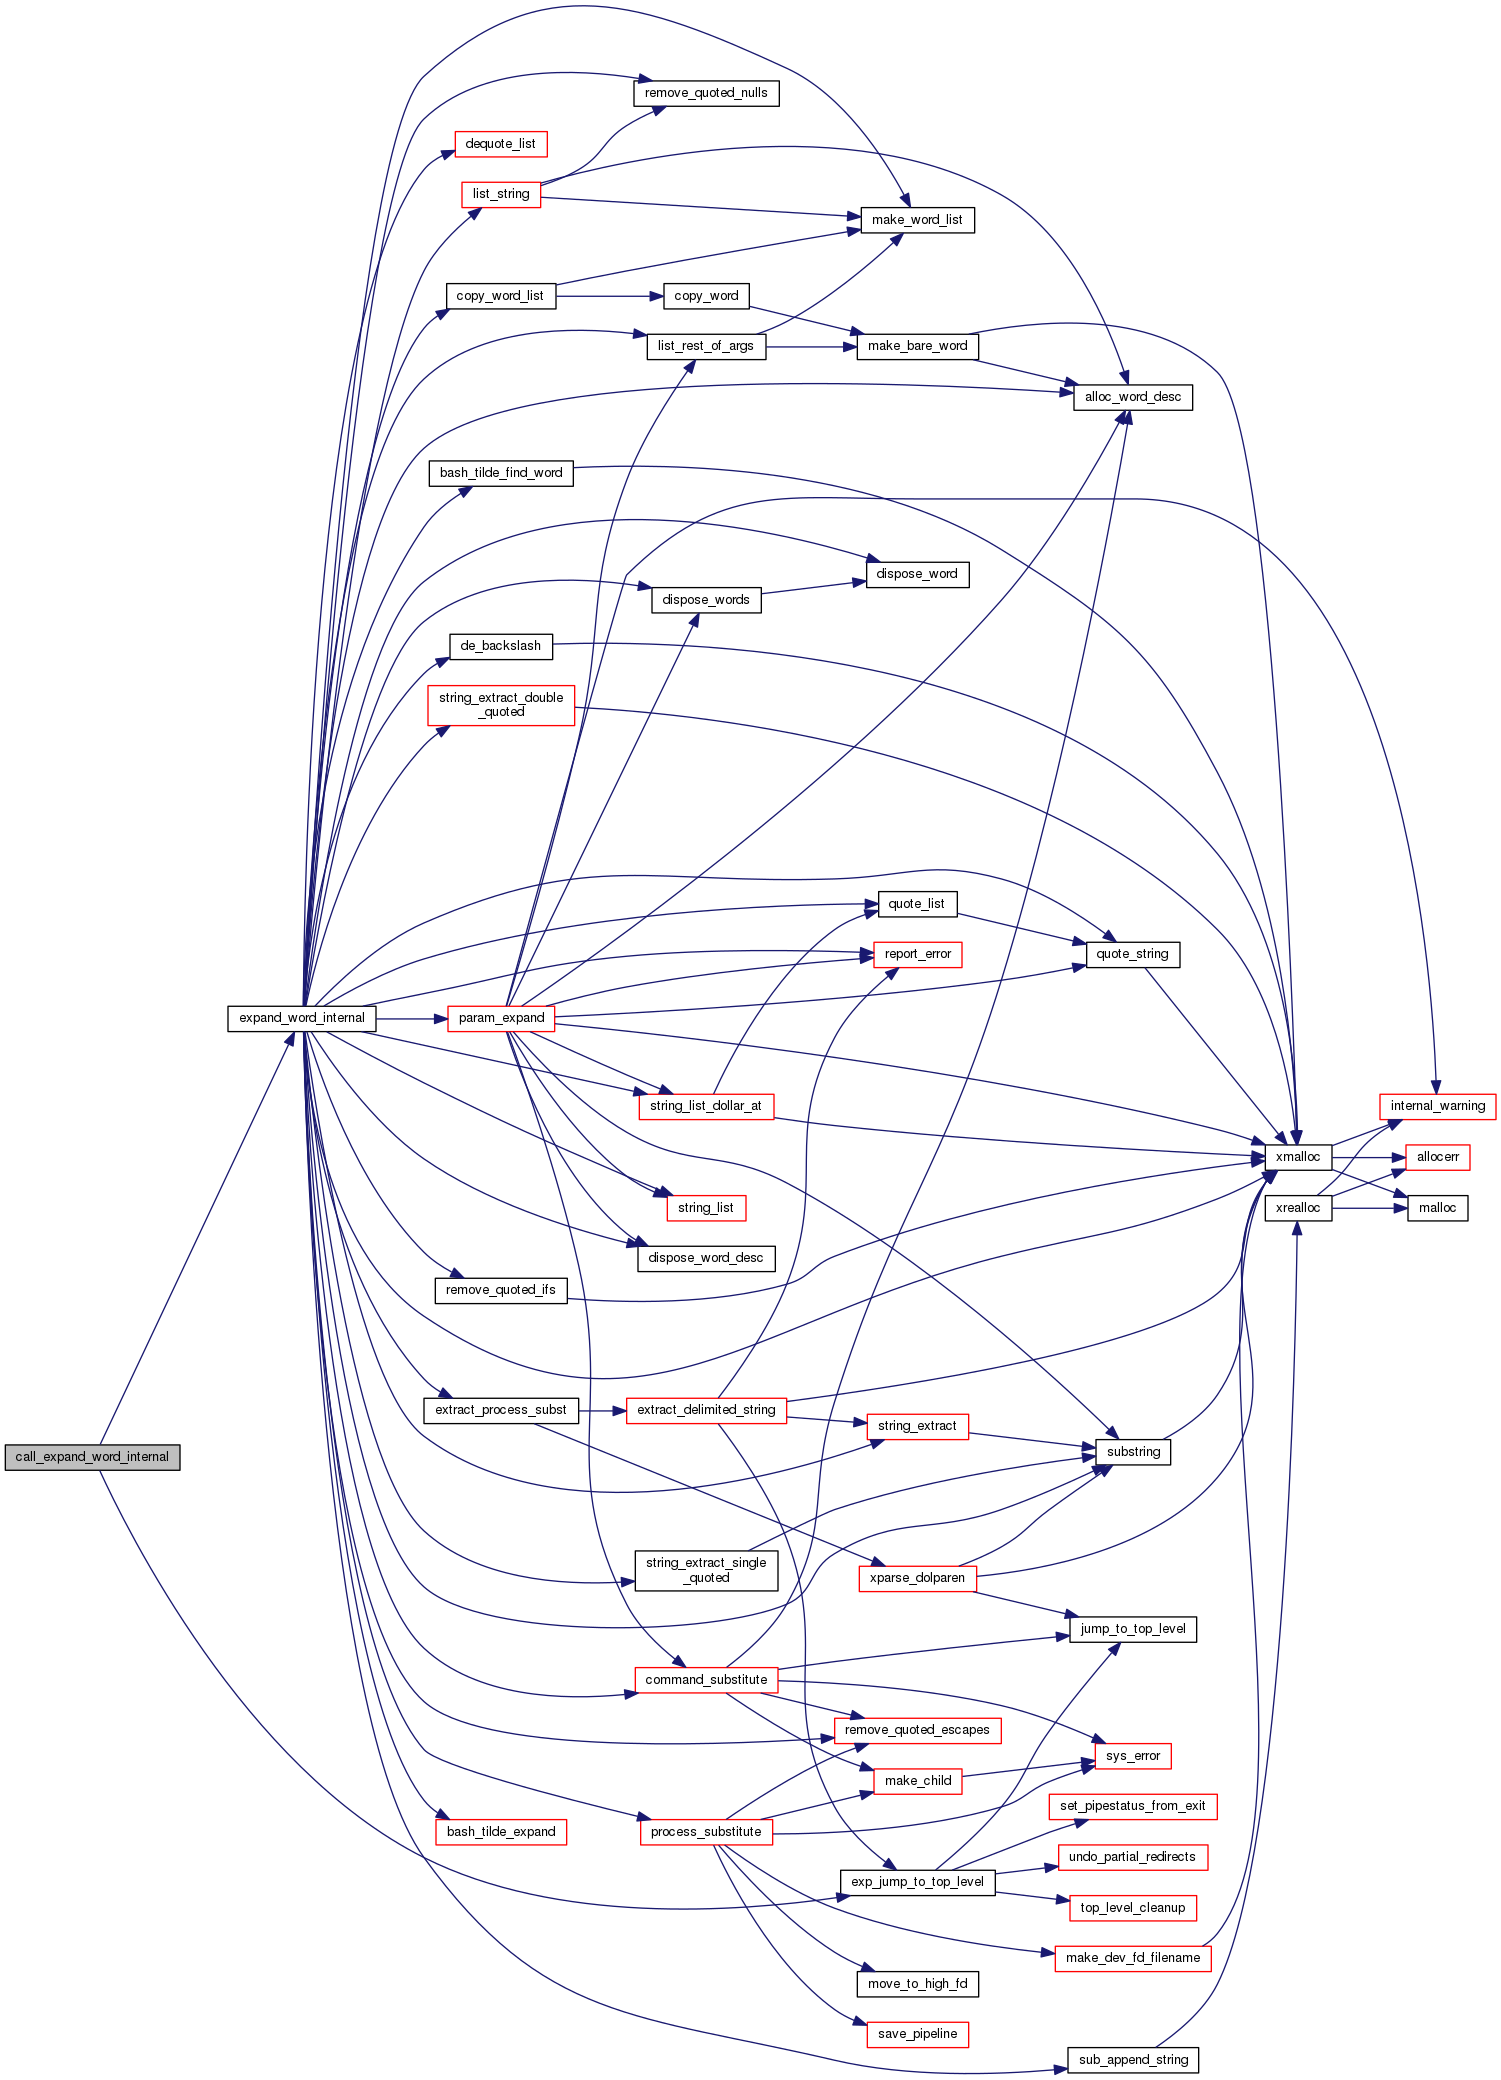 remove_quoted_nulls
dequote_list
list_string
make_word_list
copy_word_list
copy_word
list_rest_of_args
make_bare_word
alloc_word_desc
bash_tilde_find_word
dispose_word
dispose_words
de_backslash
string_extract_double
_quoted
quote_list
report_error
quote_string
expand_word_internal
param_expand
string_list_dollar_at
internal_warning
xmalloc
allocerr
string_list
xrealloc
malloc
dispose_word_desc
remove_quoted_ifs
extract_process_subst
extract_delimited_string
string_extract
substring
call_expand_word_internal
string_extract_single
_quoted
xparse_dolparen
jump_to_top_level
command_substitute
remove_quoted_escapes
sys_error
make_child
set_pipestatus_from_exit
bash_tilde_expand
process_substitute
undo_partial_redirects
exp_jump_to_top_level
top_level_cleanup
make_dev_fd_filename
move_to_high_fd
save_pipeline
sub_append_string